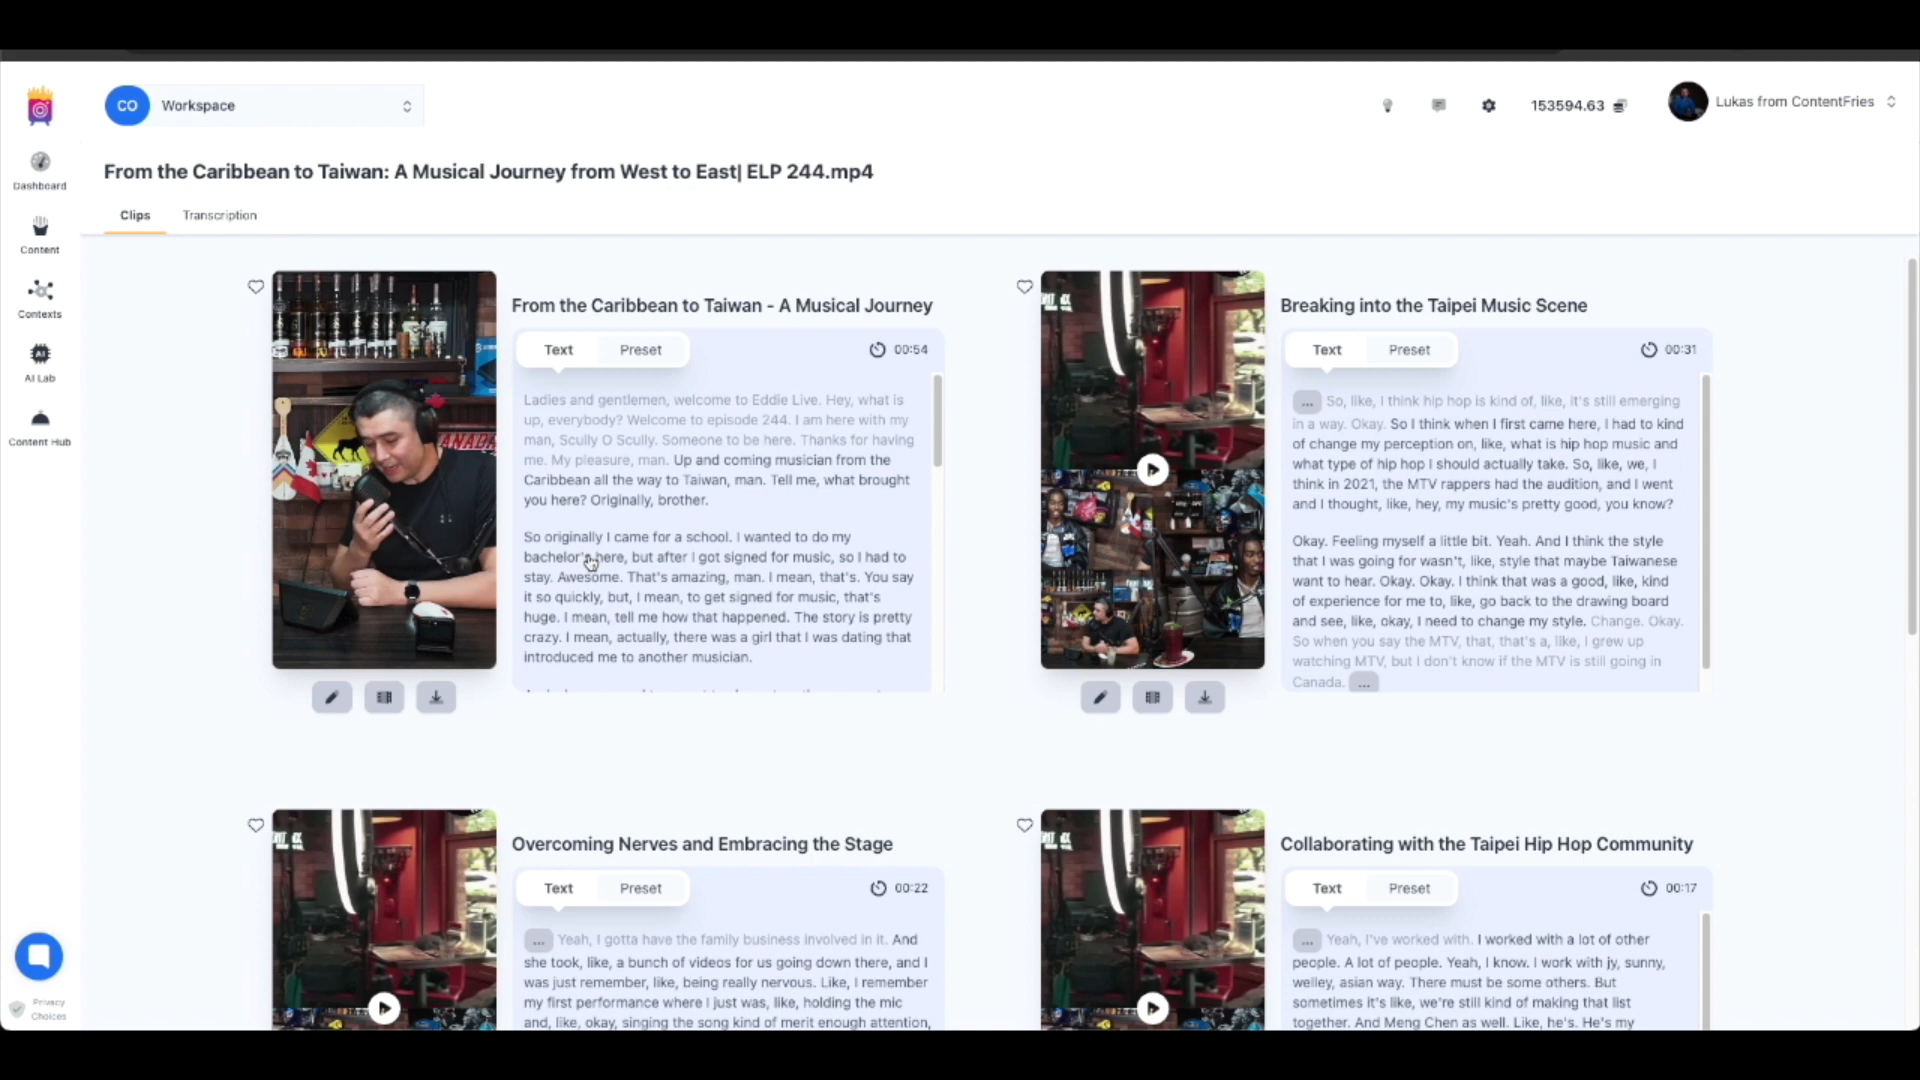 CO Workspace
153594.63
Lukas from ContentFries
From the Caribbean to Taiwan: A Musical Journey from West to East| ELP 244.mp4
Clips Transcription
Dashboard
Content
Contexts
AI
AI Lab
Content Hub
Privacy
Choices
From the Caribbean to Taiwan - A Musical Journey
Text Preset 00:54
Ladies and gentlemen, welcome to Eddie Live. Hey, what is
up, everybody? Welcome to episode 244. I am here with my
man, Scully O Scully. Someone to be here. Thanks for having
me. My pleasure, man. Up and coming musician from the
Caribbean all the way to Taiwan, man. Tell me, what brought
you here? Originally, brother.
So originally I came for a school. I wanted to do my
bachelor's here, but after I got signed for music, so I had to
stay. Awesome. That's amazing, man. I mean, that's. You say
it so quickly, but, I mean, to get signed for music, that's
huge. I mean, tell me how that happened. The story is pretty
crazy. I mean, actually, there was a girl that I was dating that
introduced me to another musician.
CANADA
Breaking into the Taipei Music Scene
Text Preset 00:31
... So, like, I think hip hop is kind of, like, it's still emerging
in a way. Okay. So I think when I first came here, I had to kind
of change my perception on, like, what is hip hop music and
what type of hip hop I should actually take. So, like, we, I
think in 2021, the MTV rappers had the audition, and I went
and I thought, like, hey, my music's pretty good, you know?
Okay. Feeling myself a little bit. Yeah. And I think the style
that I was going for wasn't, like, style that maybe Taiwanese
want to hear. Okay. Okay. I think that was a good, like, kind
of experience for me to, like, go back to the drawing board
and see, like, okay, I need to change my style. Change. Okay.
So when you say the MTV, that, that's a, like, I grew up
watching MTV, but I don't know if the MTV is still going in
Canada. ...
Overcoming Nerves and Embracing the Stage
Text Preset 00:22
... Yeah, I gotta have the family business involved in it. And
she took, like, a bunch of videos for us going down there, and I
was just remember, like, being really nervous. Like, I remember
my first performance where I just was, like, holding the mic
and, like, okay, singing the song kind of merit enough attention,
Collaborating with the Taipei Hip Hop Community
Text Preset 00:17
... Yeah, I've worked with. I worked with a lot of other
people. A lot of people. Yeah, I know. I work with jy, sunny,
welley, asian way. There must be some others. But
sometimes it's like, we're still kind of making that list
together. And Meng Chen as well. Like, he's. He's my